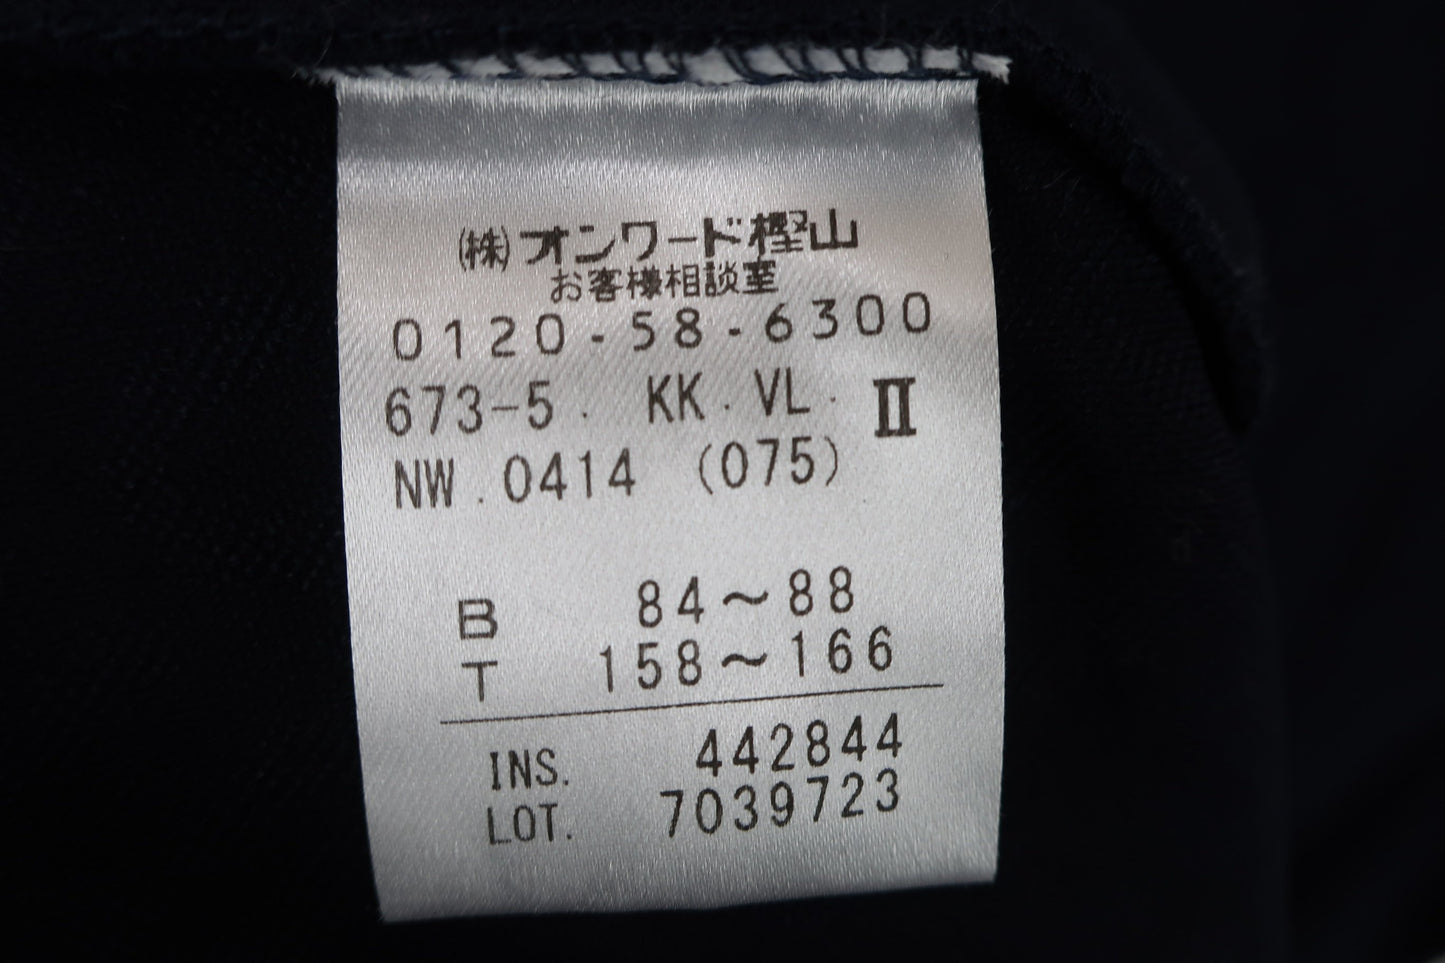 (株)オンワード樫山
お客様相談室
0120-58-6300
673-5. KK. VL. II
NW.0414 (075)
B 84~88
T 158~166
INS. 442844
LOT. 7039723